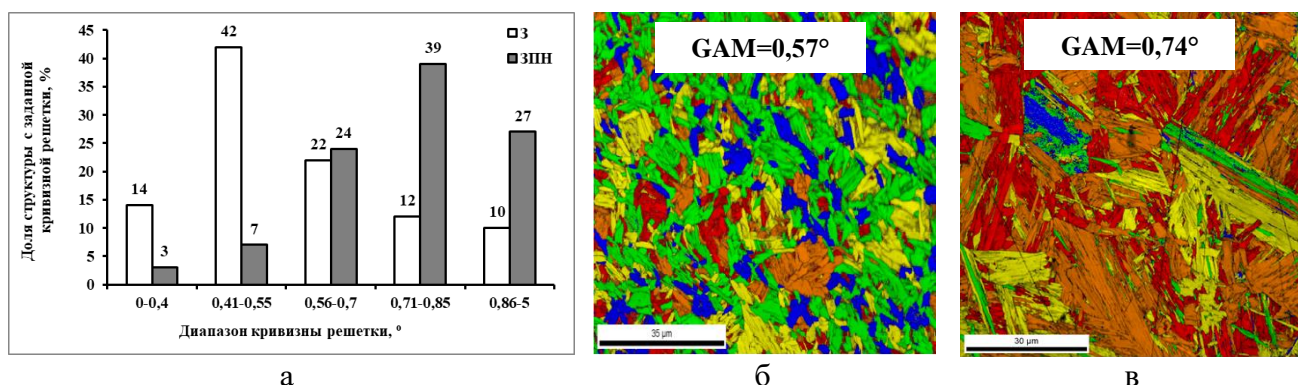 Доля структуры с заданной
кривизной решетки, %
45
40
35
30
25
20
15
10
5
0
14
3
42
7
22
24
12
39
10
27
З
ЗПН
0-0,4
0,41-0,55
0,56-0,7
0,71-0,85
0,86-5
Диапазон кривизны решетки, °
а
GAM=0,57°
35 µm
б
GAM=0,74°
30 µm
в